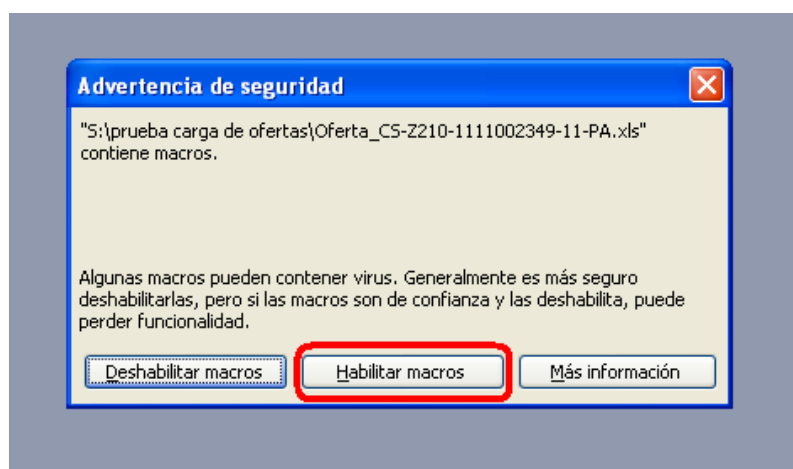 Advertencia de seguridad
"S:\prueba carga de ofertas\Oferta_CS-Z210-1111002349-11-PA.xls"
contiene macros.
Algunas macros pueden contener virus. Generalmente es más seguro
deshabilitarlas, pero si las macros son de confianza y las deshabilita, puede
perder funcionalidad.
Deshabilitar macros
Habilitar macros
Más información